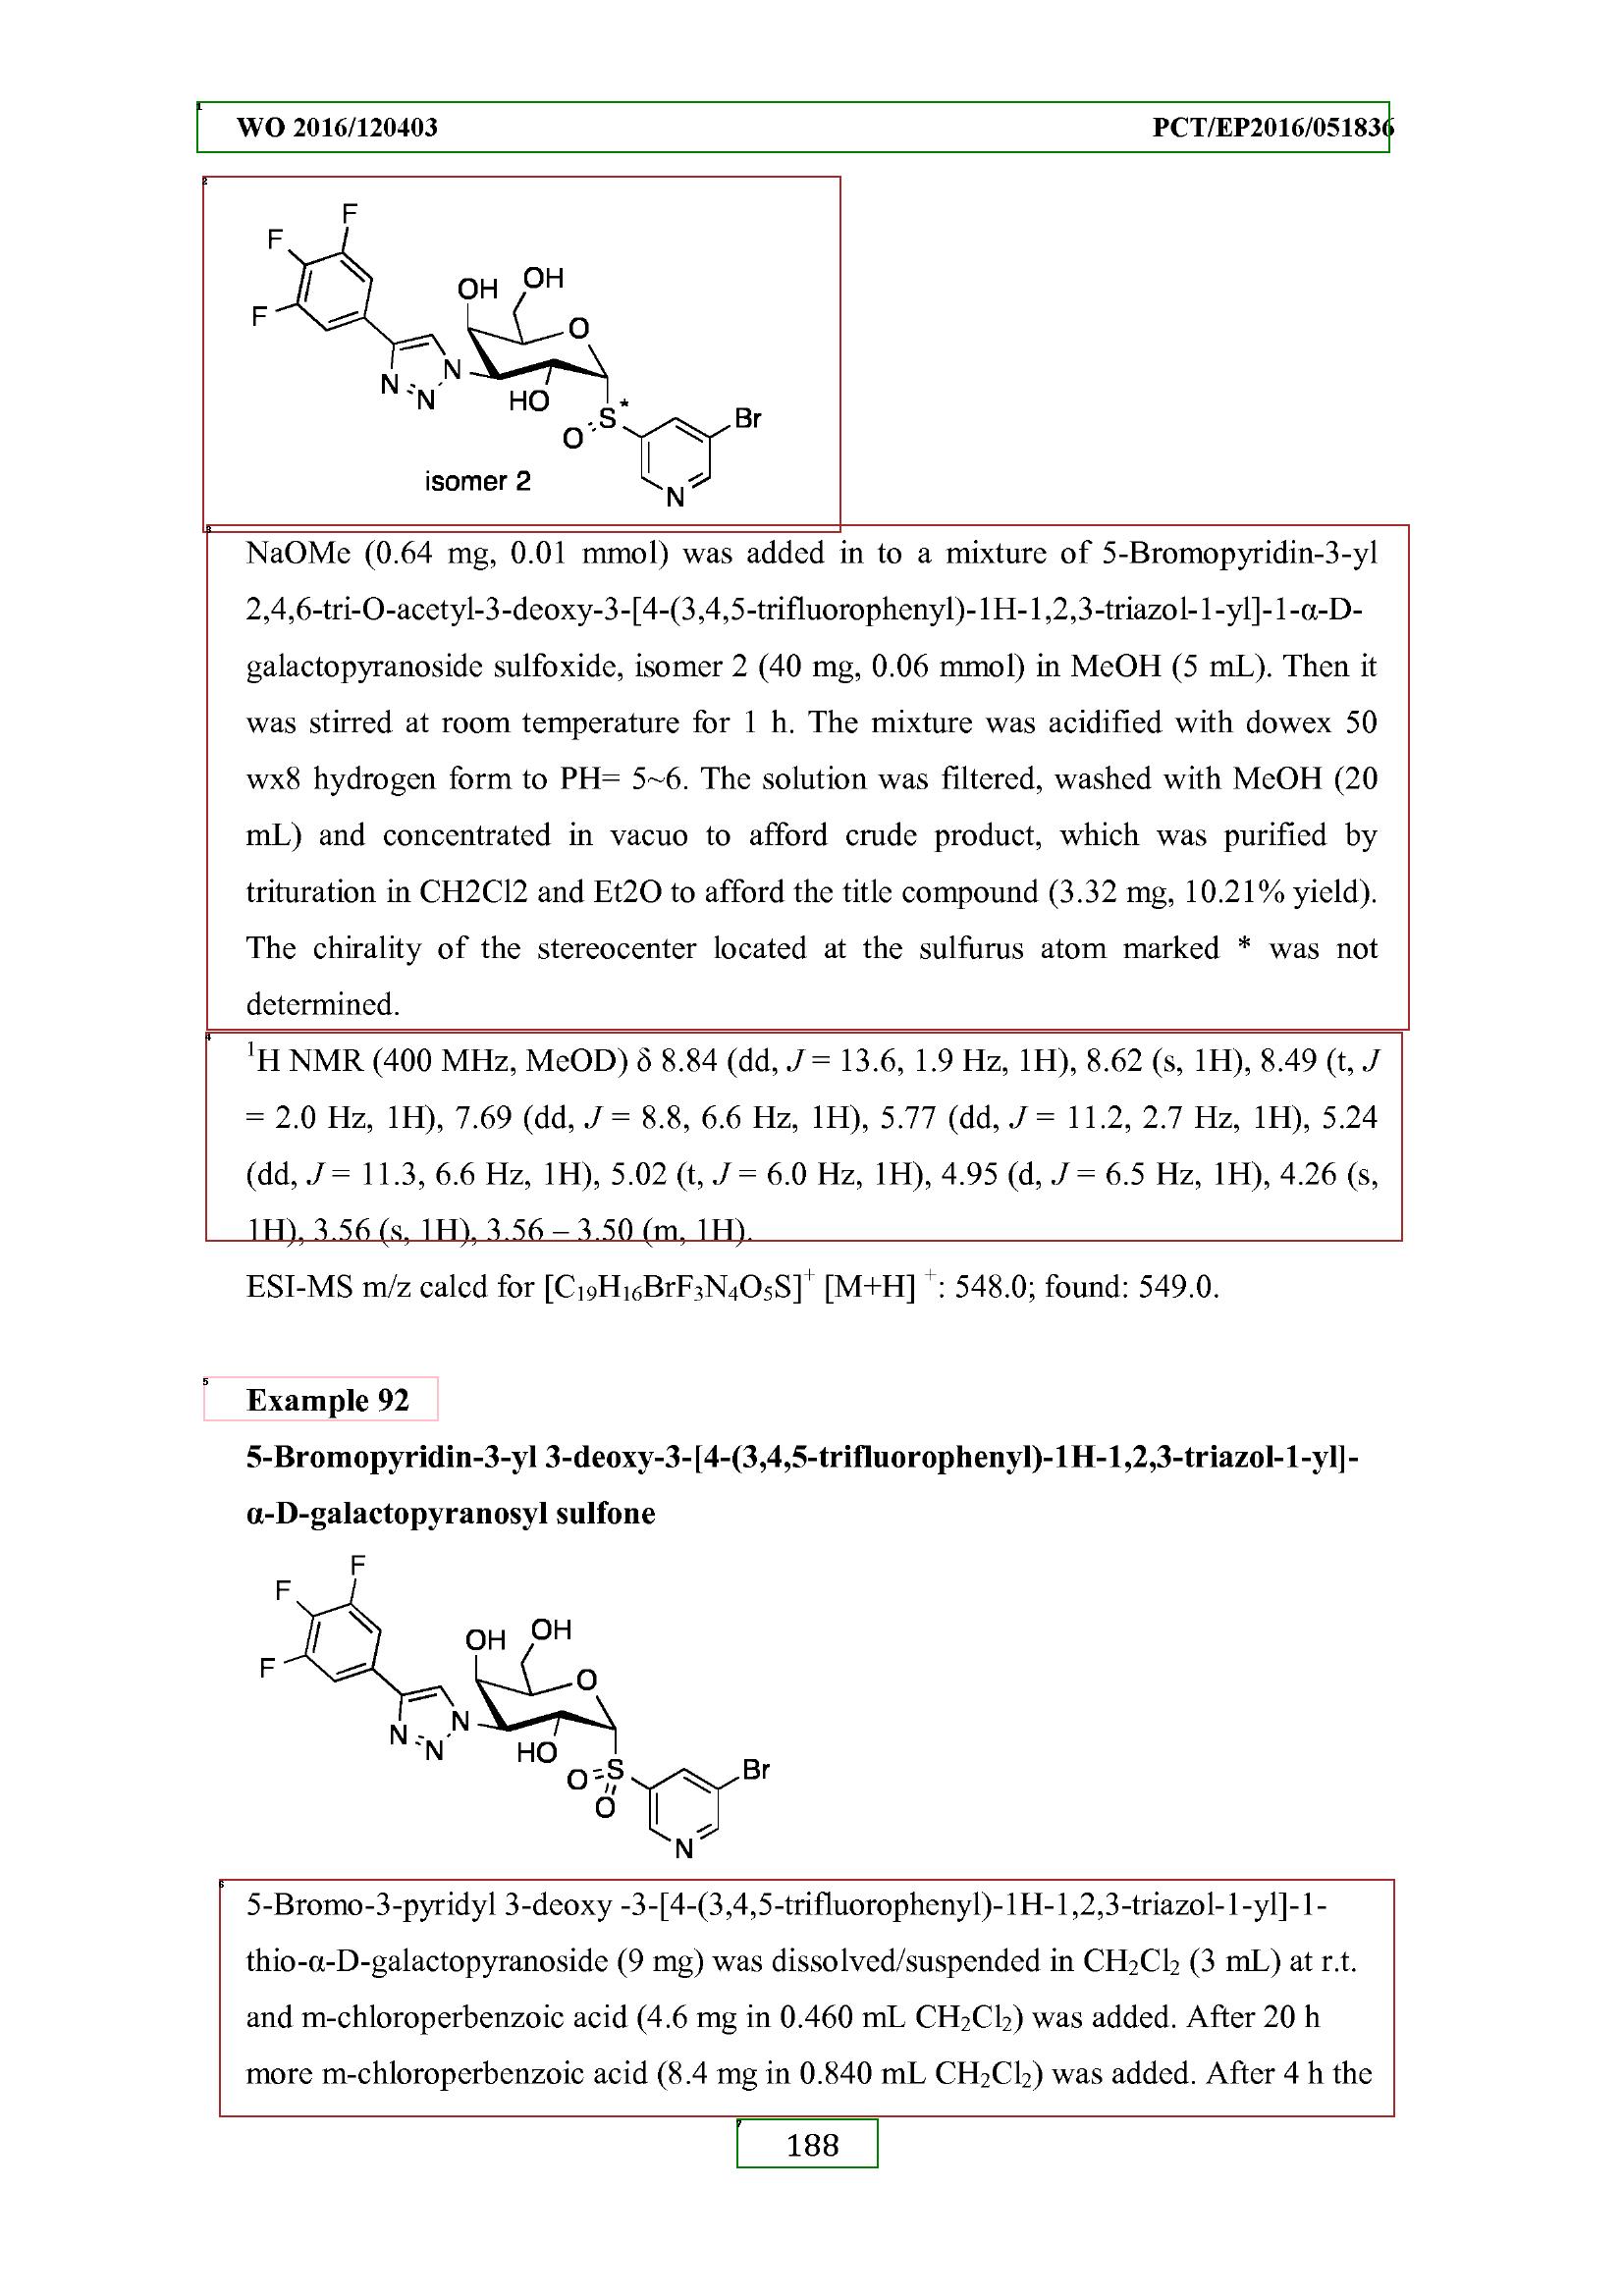 WO 2016/120403 PCT/EP2016/051836
F
F
F
OH
OH
O
N
N
N
HO
S*
O
Br
N
isomer 2
NaOMe (0.64 mg, 0.01 mmol) was added in to a mixture of 5-Bromopyridin-3-yl
2,4,6-tri-O-acetyl-3-deoxy-3-[4-(3,4,5-trifluorophenyl)-1H-1,2,3-triazol-1-yl]-1-α-D-
galactopyranoside sulfoxide, isomer 2 (40 mg, 0.06 mmol) in MeOH (5 mL). Then it
was stirred at room temperature for 1 h. The mixture was acidified with dowex 50
wx8 hydrogen form to PH= 5~6. The solution was filtered, washed with MeOH (20
mL) and concentrated in vacuo to afford crude product, which was purified by
trituration in CH2Cl2 and Et2O to afford the title compound (3.32 mg, 10.21% yield).
The chirality of the stereocenter located at the sulfurus atom marked * was not
determined.
¹H NMR (400 MHz, MeOD) δ 8.84 (dd, J = 13.6, 1.9 Hz, 1H), 8.62 (s, 1H), 8.49 (t, J
= 2.0 Hz, 1H), 7.69 (dd, J = 8.8, 6.6 Hz, 1H), 5.77 (dd, J = 11.2, 2.7 Hz, 1H), 5.24
(dd, J = 11.3, 6.6 Hz, 1H), 5.02 (t, J = 6.0 Hz, 1H), 4.95 (d, J = 6.5 Hz, 1H), 4.26 (s,
1H), 3.56 (s, 1H), 3.56 – 3.50 (m, 1H).
ESI-MS m/z calcd for [C₁₉H₁₆BrF₃N₄O₅S]⁺ [M+H] ⁺: 548.0; found: 549.0.
Example 92
5-Bromopyridin-3-yl 3-deoxy-3-[4-(3,4,5-trifluorophenyl)-1H-1,2,3-triazol-1-yl]-
α-D-galactopyranosyl sulfone
F
F
F
OH
OH
O
N
N
N
HO
O
S
O
Br
N
5-Bromo-3-pyridyl 3-deoxy -3-[4-(3,4,5-trifluorophenyl)-1H-1,2,3-triazol-1-yl]-1-
thio-α-D-galactopyranoside (9 mg) was dissolved/suspended in CH₂Cl₂ (3 mL) at r.t.
and m-chloroperbenzoic acid (4.6 mg in 0.460 mL CH₂Cl₂) was added. After 20 h
more m-chloroperbenzoic acid (8.4 mg in 0.840 mL CH₂Cl₂) was added. After 4 h the
188